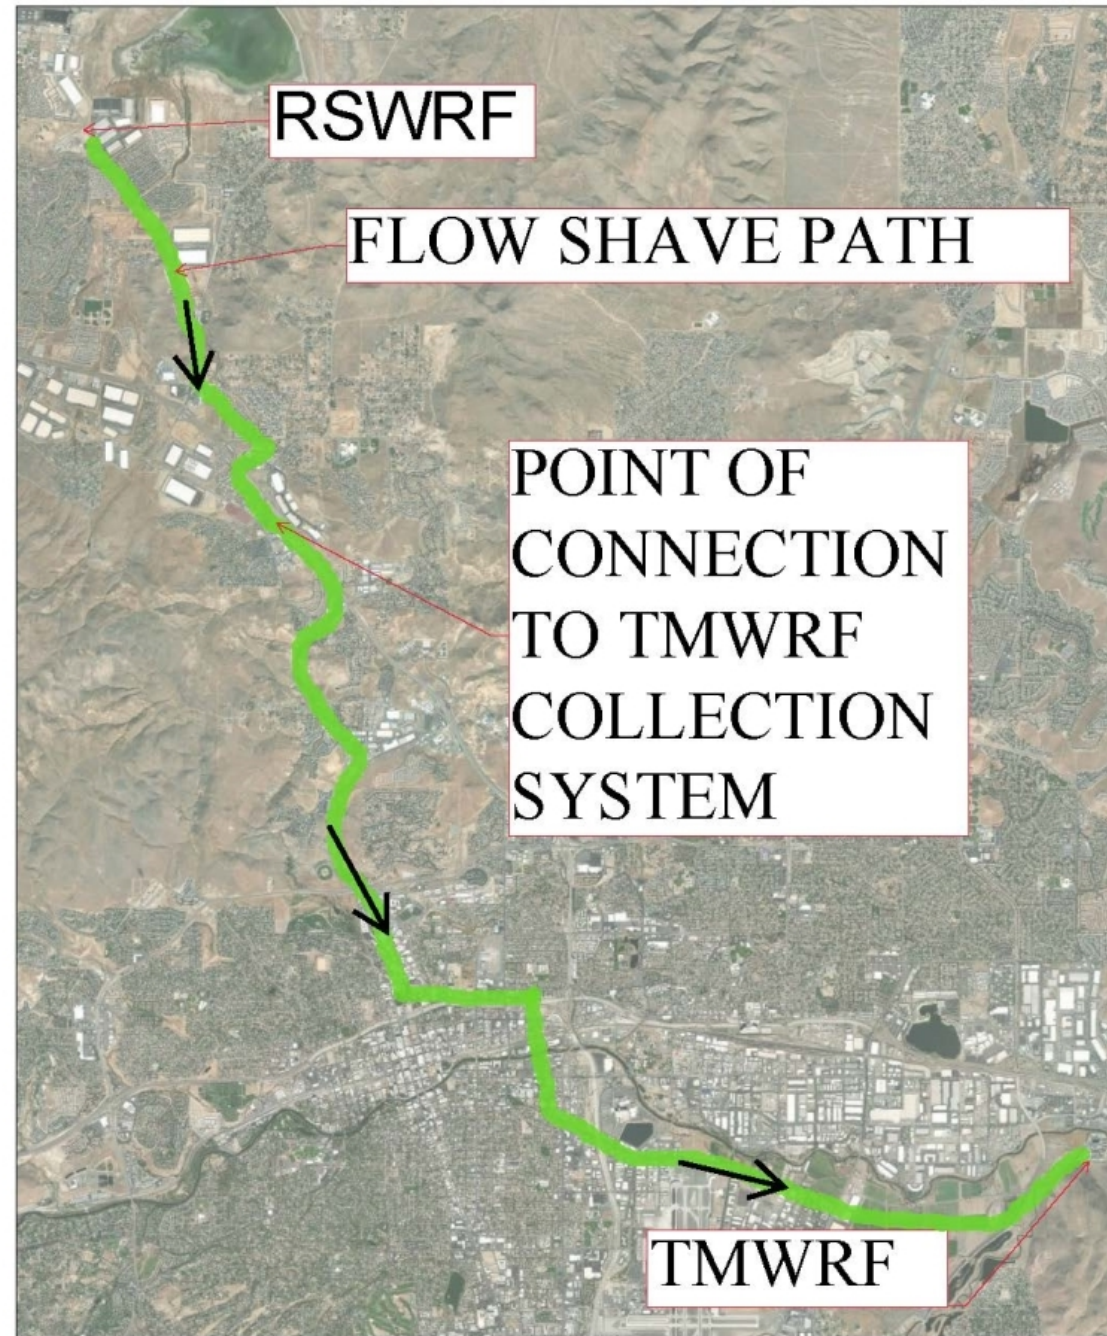 RSWRF
FLOW SHAVE PATH
POINT OF
CONNECTION
TO TMWRF
COLLECTION
SYSTEM
TMWRF